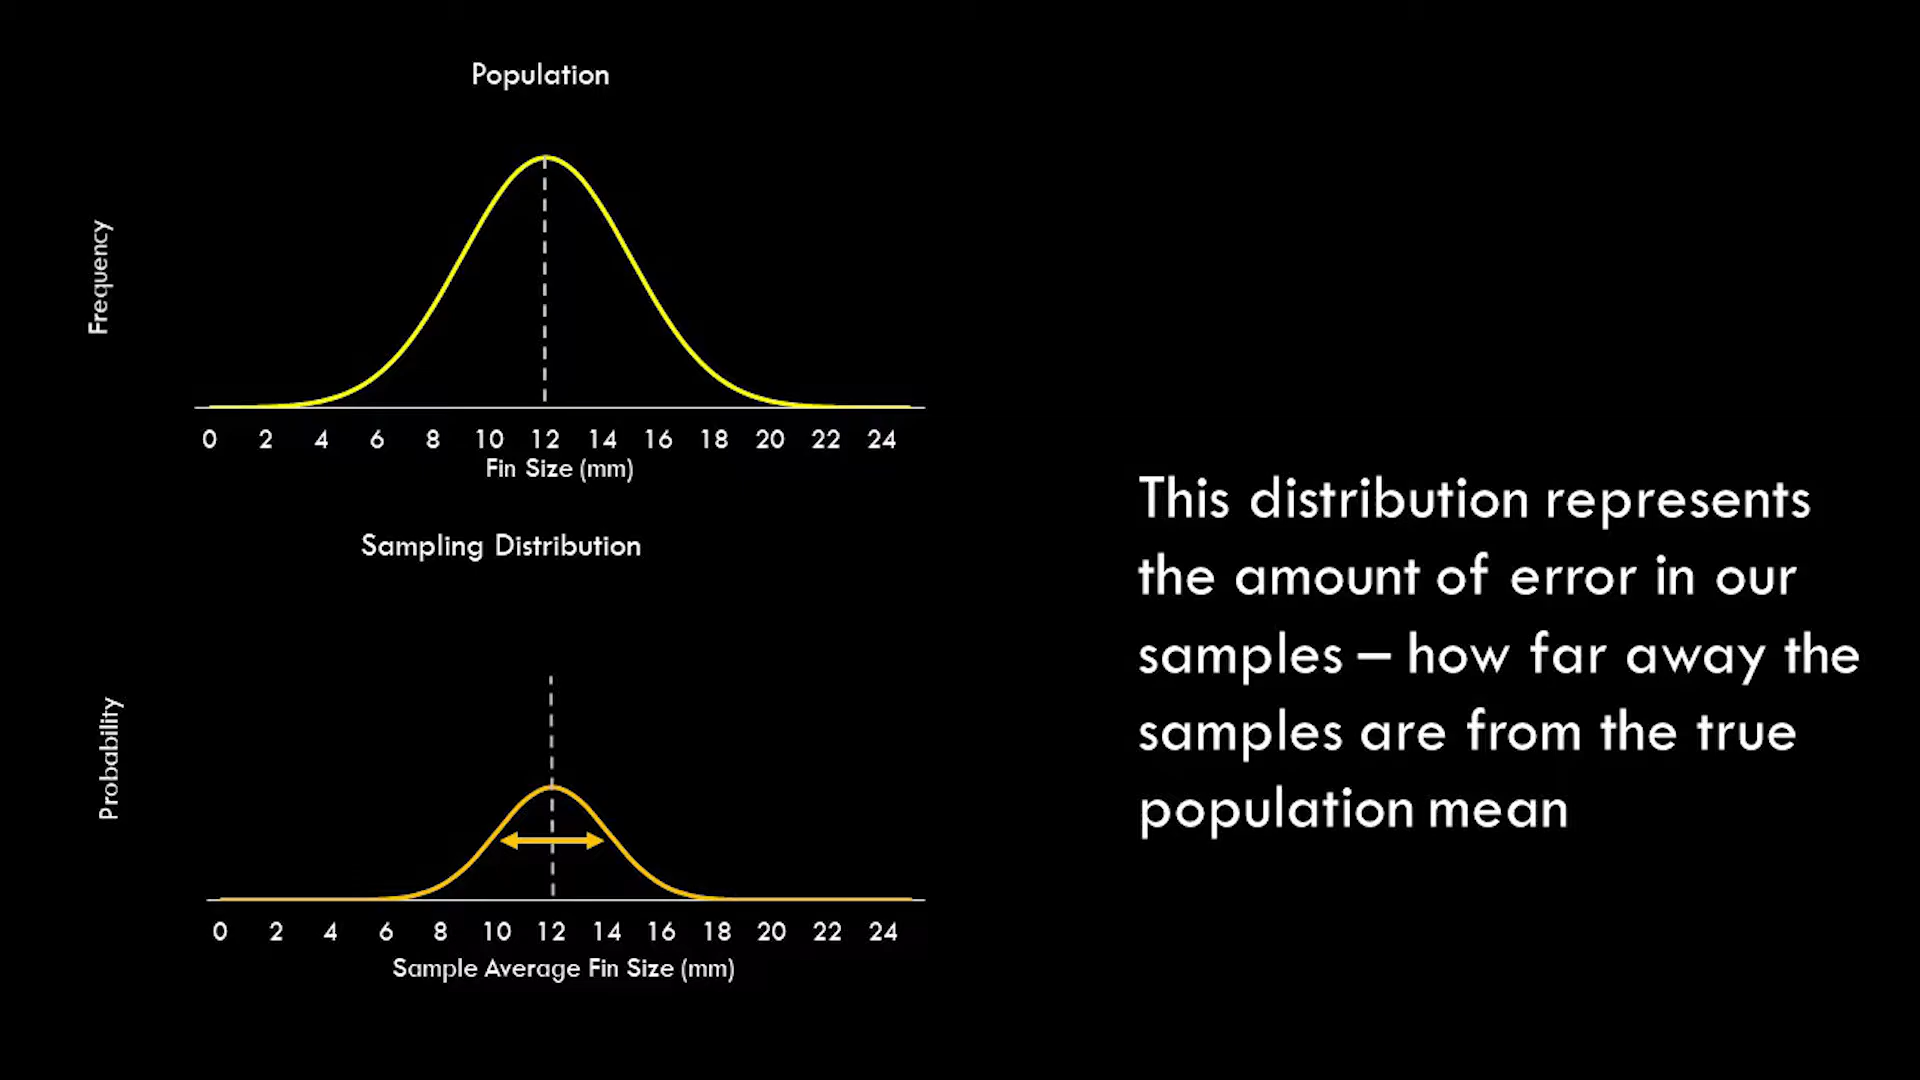 Population
Frequency
0 2 4 6 8 10 12 14 16 18 20 22 24
Fin Size (mm)
Sampling Distribution
Probability
0 2 4 6 8 10 12 14 16 18 20 22 24
Sample Average Fin Size (mm)
This distribution represents
the amount of error in our
samples – how far away the
samples are from the true
population mean